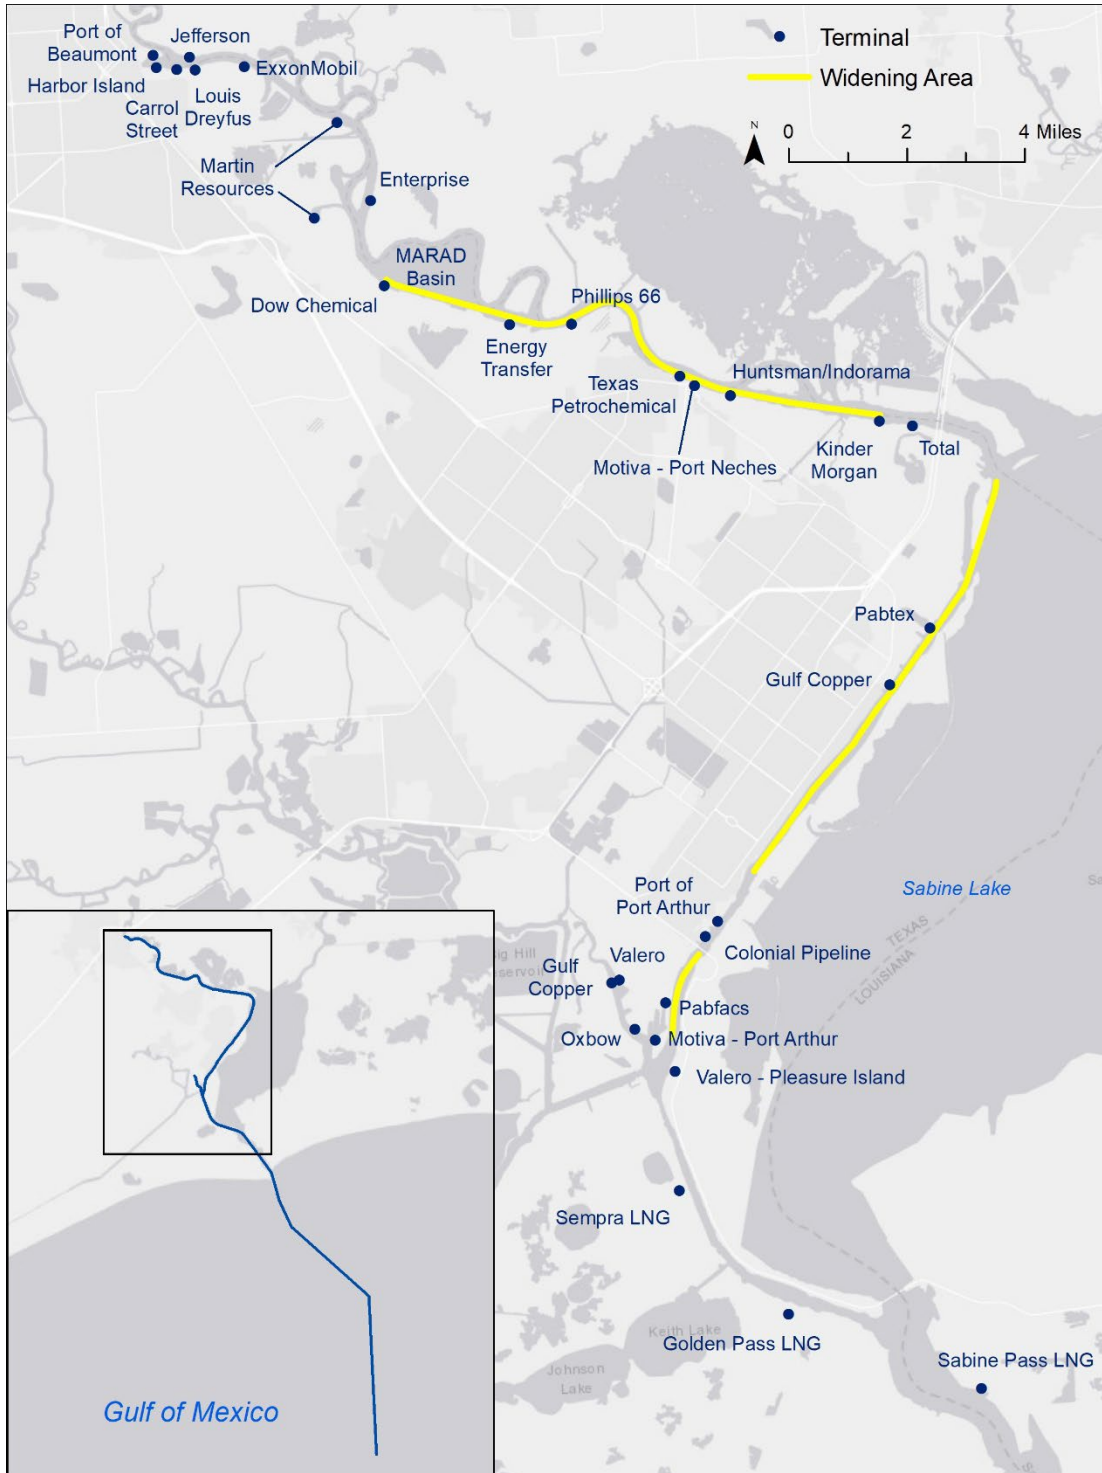 Port of
Beaumont
Jefferson
ExxonMobil
Harbor Island
Carrol
Street
Louis
Dreyfus
Terminal
Widening Area
N
0 2 4 Miles
Martin
Resources
Enterprise
MARAD
Basin
Dow Chemical
Phillips 66
Energy
Transfer
Huntsman/Indorama
Texas
Petrochemical
Motiva - Port Neches
Kinder
Morgan
Total
Pabtex
Gulf Copper
Sabine Lake
TEXAS
LOUISIANA
Port of
Port Arthur
Colonial Pipeline
Valero
Gulf
Copper
Pabfacs
Oxbow
Motiva - Port Arthur
Valero - Pleasure Island
Sempra LNG
Keith Lake
Golden Pass LNG
Johnson
Lake
Sabine Pass LNG
Gulf of Mexico